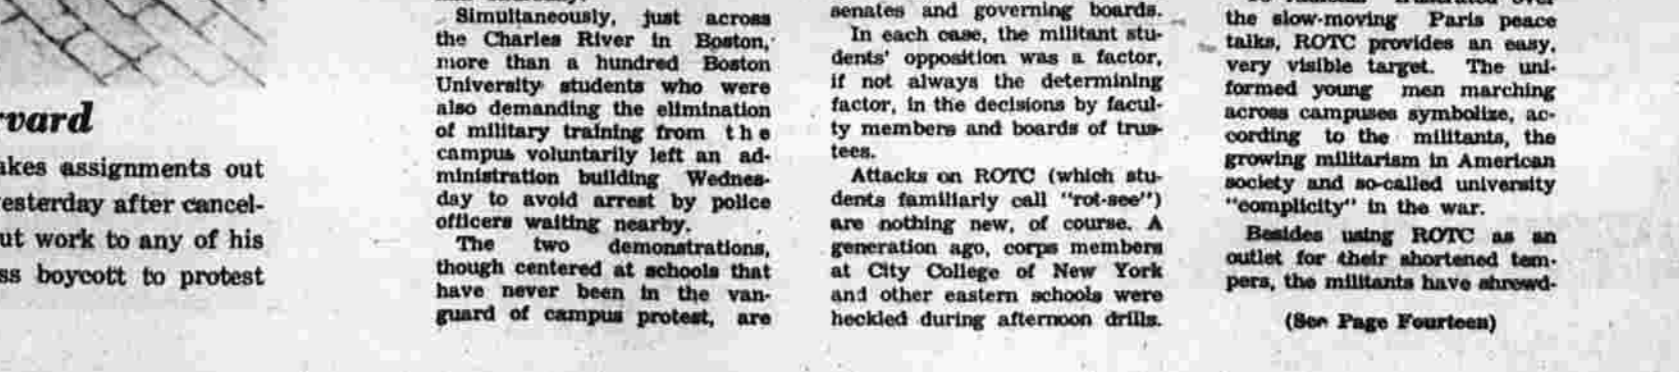 rvard
akes assignments out
esterday after cancel-
ut work to any of his
ss boycott to protest
Simultaneously, just across
the Charles River in Boston,
more than a hundred Boston
University students who were
also demanding the elimination
of military training from the
campus voluntarily left an ad-
ministration building Wednes-
day to avoid arrest by police
officers waiting nearby.
The two demonstrations,
though centered at schools that
have never been in the van-
guard of campus protest, are
senates and governing boards.
In each case, the militant stu-
dents' opposition was a factor,
if not always the determining
factor, in the decisions by facul-
ty members and boards of trus-
tees.
Attacks on ROTC (which stu-
dents familiarly call "rot-see")
are nothing new, of course. A
generation ago, corps members
at City College of New York
and other eastern schools were
heckled during afternoon drills.
the slow-moving Paris peace
talks, ROTC provides an easy,
very visible target. The uni-
formed young men marching
across campuses symbolize, ac-
cording to the militants, the
growing militarism in American
society and so-called university
"complicity" in the war.
Besides using ROTC as an
outlet for their shortened tem-
pers, the militants have shrewd-
(See Page Fourteen)